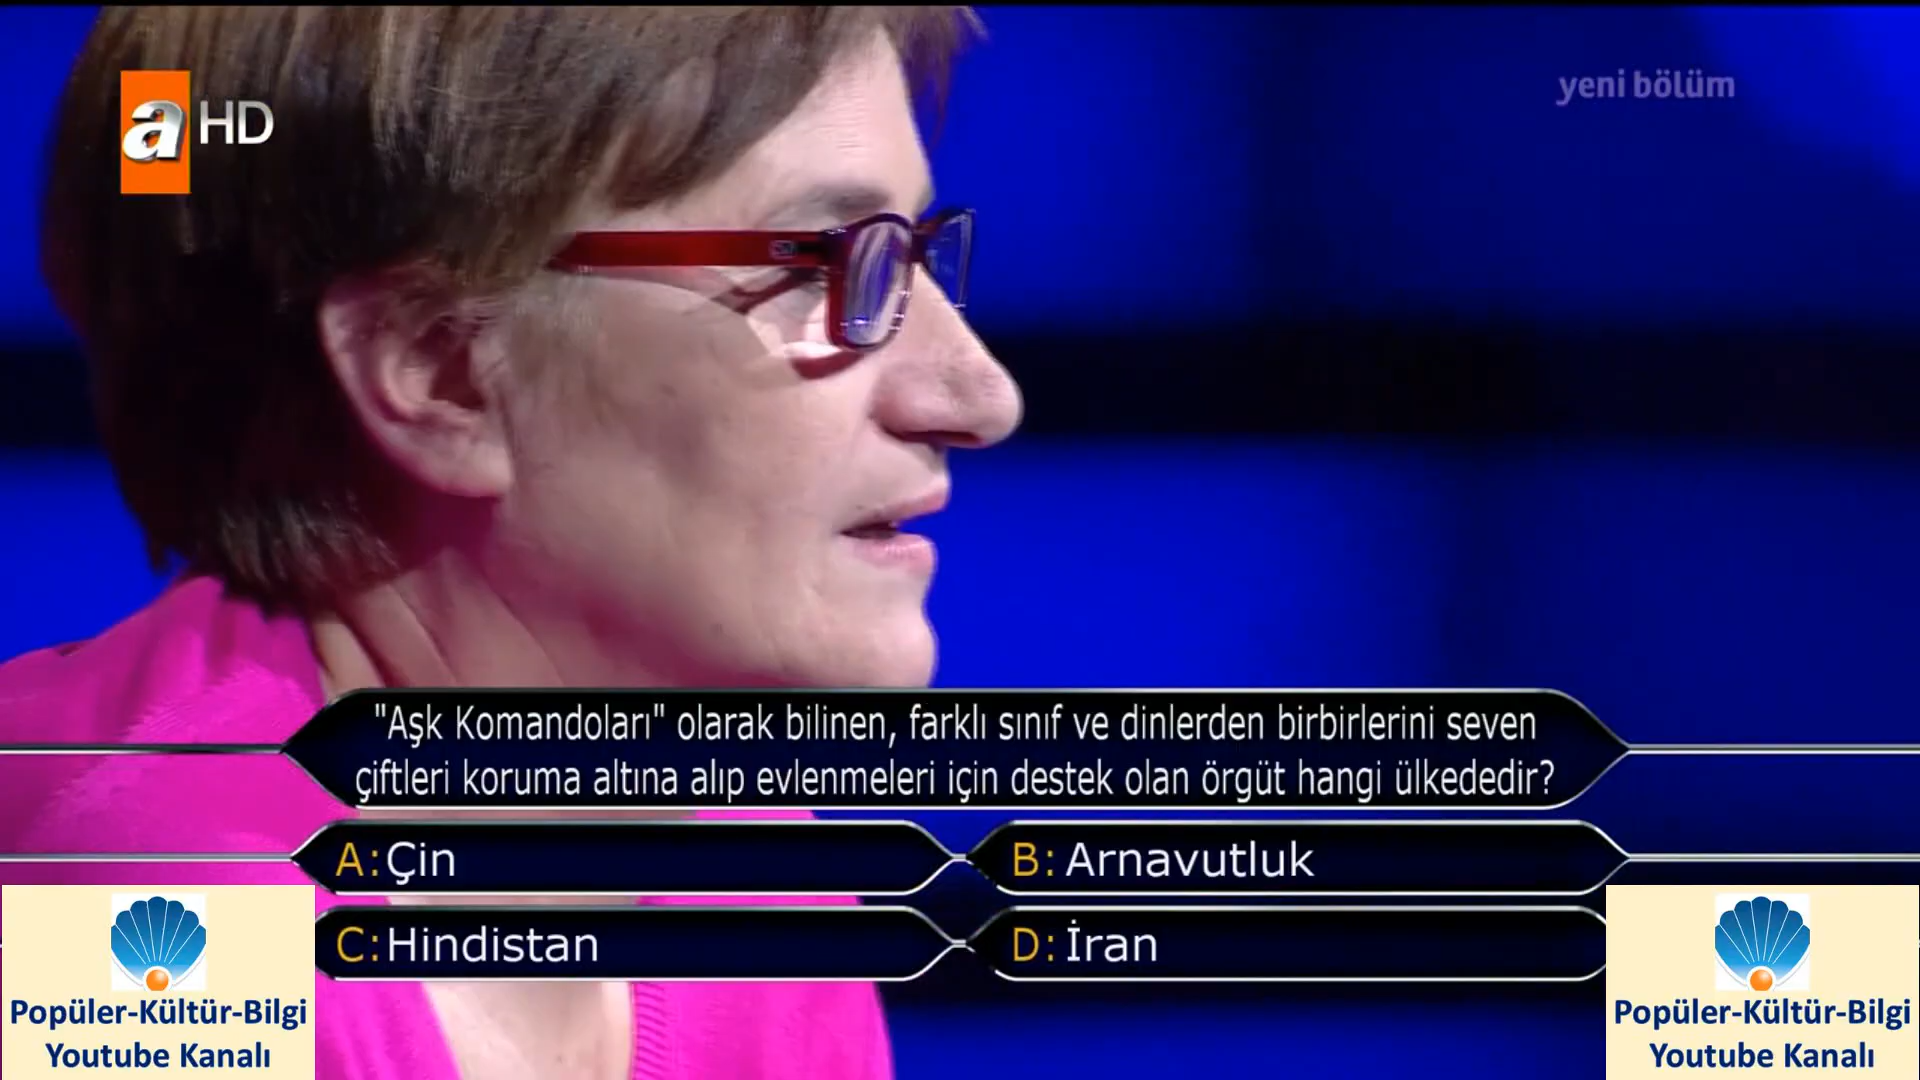 a HD
yeni bölüm
"Aşk Komandoları" olarak bilinen, farklı sınıf ve dinlerden birbirlerini seven
çiftleri koruma altına alıp evlenmeleri için destek olan örgüt hangi ülkededir?
A: Çin
B: Arnavutluk
C: Hindistan
D: İran
Popüler-Kültür-Bilgi
Youtube Kanalı
Popüler-Kültür-Bilgi
Youtube Kanalı